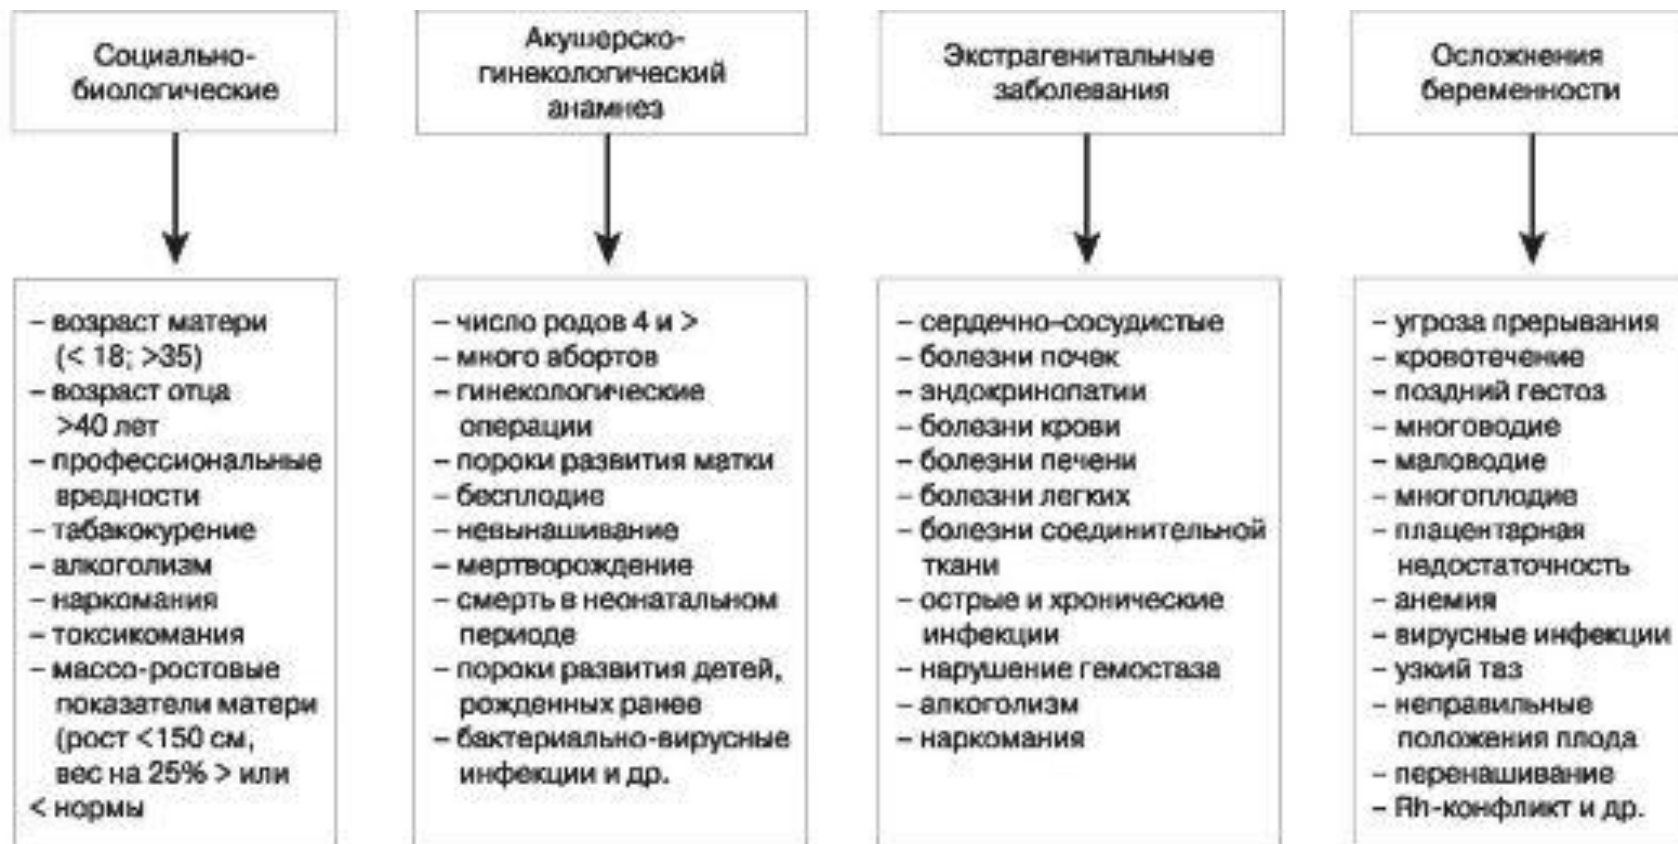 Социально-
биологические
Акушерско-
гинекологический
анамнез
Экстрагенитальные
заболевания
Осложнения
беременности
– возраст матери
(< 18; >35)
– возраст отца
>40 лет
– профессиональные
вредности
– табакокурение
– алкоголизм
– наркомания
– токсикомания
– массо-ростовые
показатели матери
(рост <150 см,
вес на 25% > или
< нормы
– число родов 4 и >
– много абортов
– гинекологические
операции
– пороки развития матки
– бесплодие
– невынашивание
– мертворождение
– смерть в неонатальном
периоде
– пороки развития детей,
рожденных ранее
– бактериально-вирусные
инфекции и др.
– сердечно-сосудистые
– болезни почек
– эндокринопатии
– болезни крови
– болезни печени
– болезни легких
– болезни соединительной
ткани
– острые и хронические
инфекции
– нарушение гемостаза
– алкоголизм
– наркомания
– угроза прерывания
– кровотечение
– поздний гестоз
– многоводие
– маловодие
– многоплодие
– плацентарная
недостаточность
– анемия
– вирусные инфекции
– узкий таз
– неправильные
положения плода
– перенашивание
– Rh-конфликт и др.